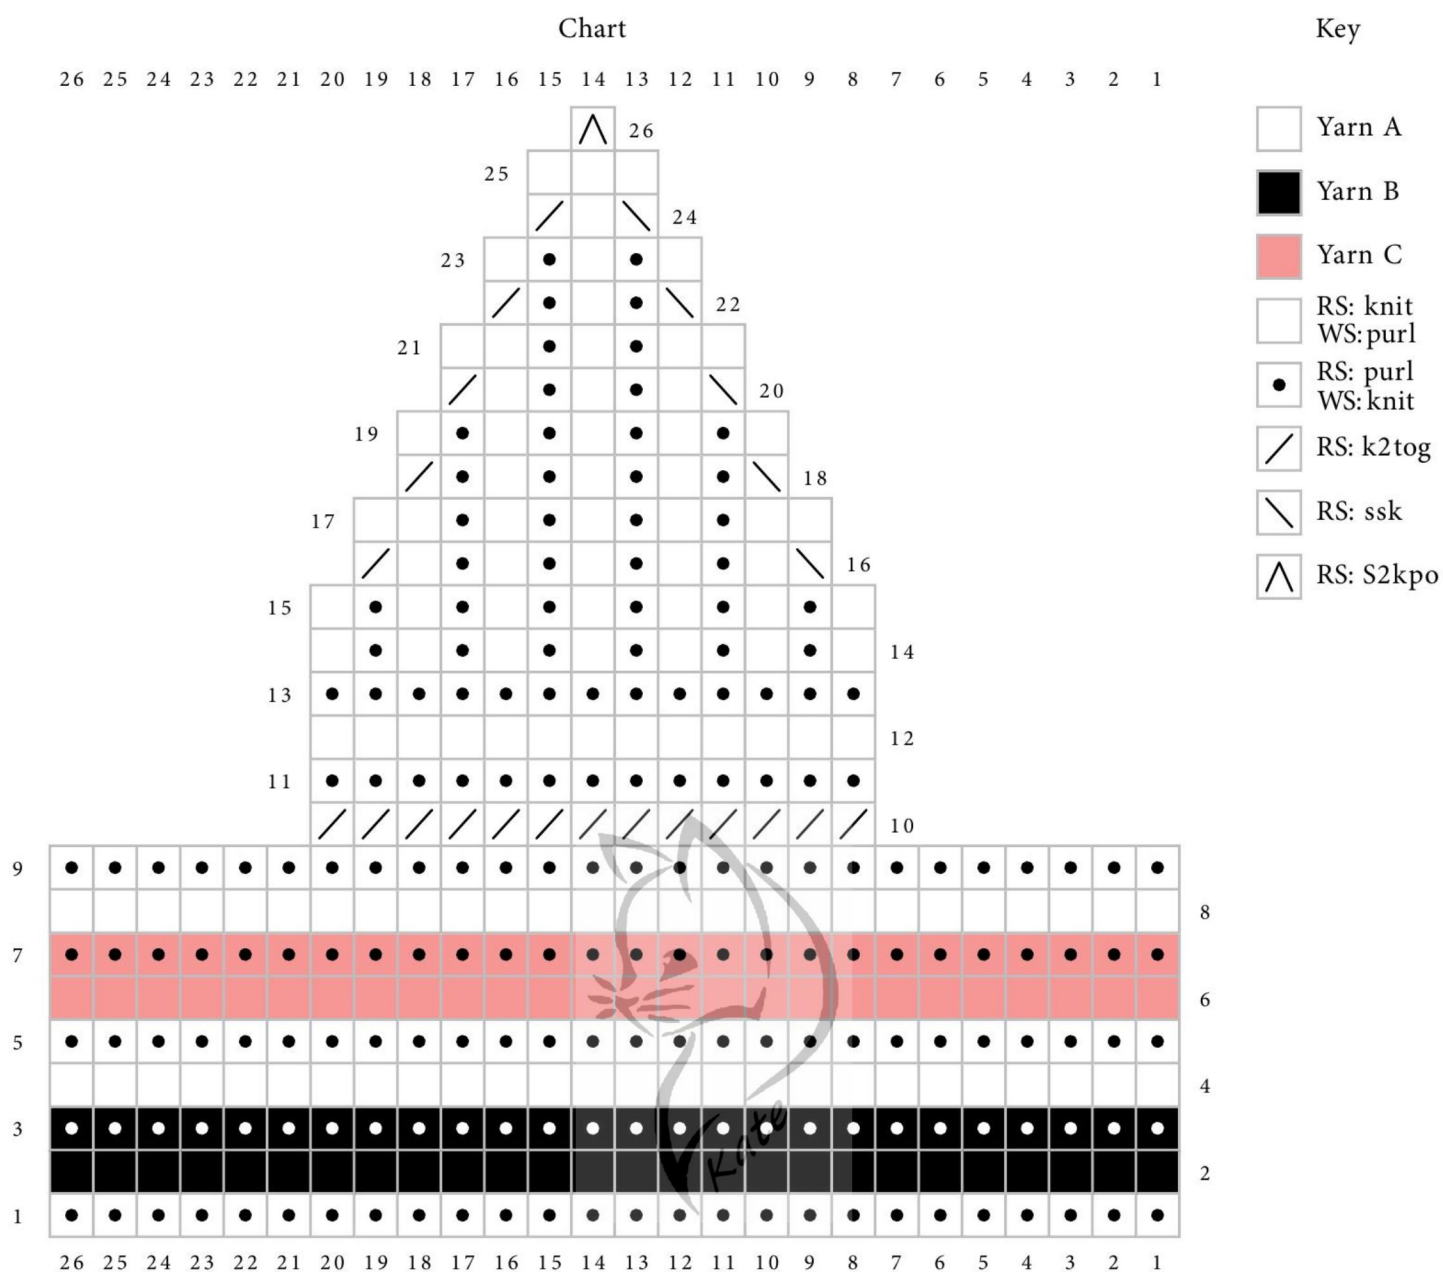 Chart
Key
26 25 24 23 22 21 20 19 18 17 16 15 14 13 12 11 10 9 8 7 6 5 4 3 2 1
26
Yarn A
25
Yarn B
24
23
Yarn C
22
RS: knit
WS: purl
21
RS: purl
WS: knit
20
19
RS: k2tog
18
17
RS: ssk
16
RS: S2kpo
15
14
13
12
11
10
9
8
7
6
5
4
3
Kate
2
1
26 25 24 23 22 21 20 19 18 17 16 15 14 13 12 11 10 9 8 7 6 5 4 3 2 1